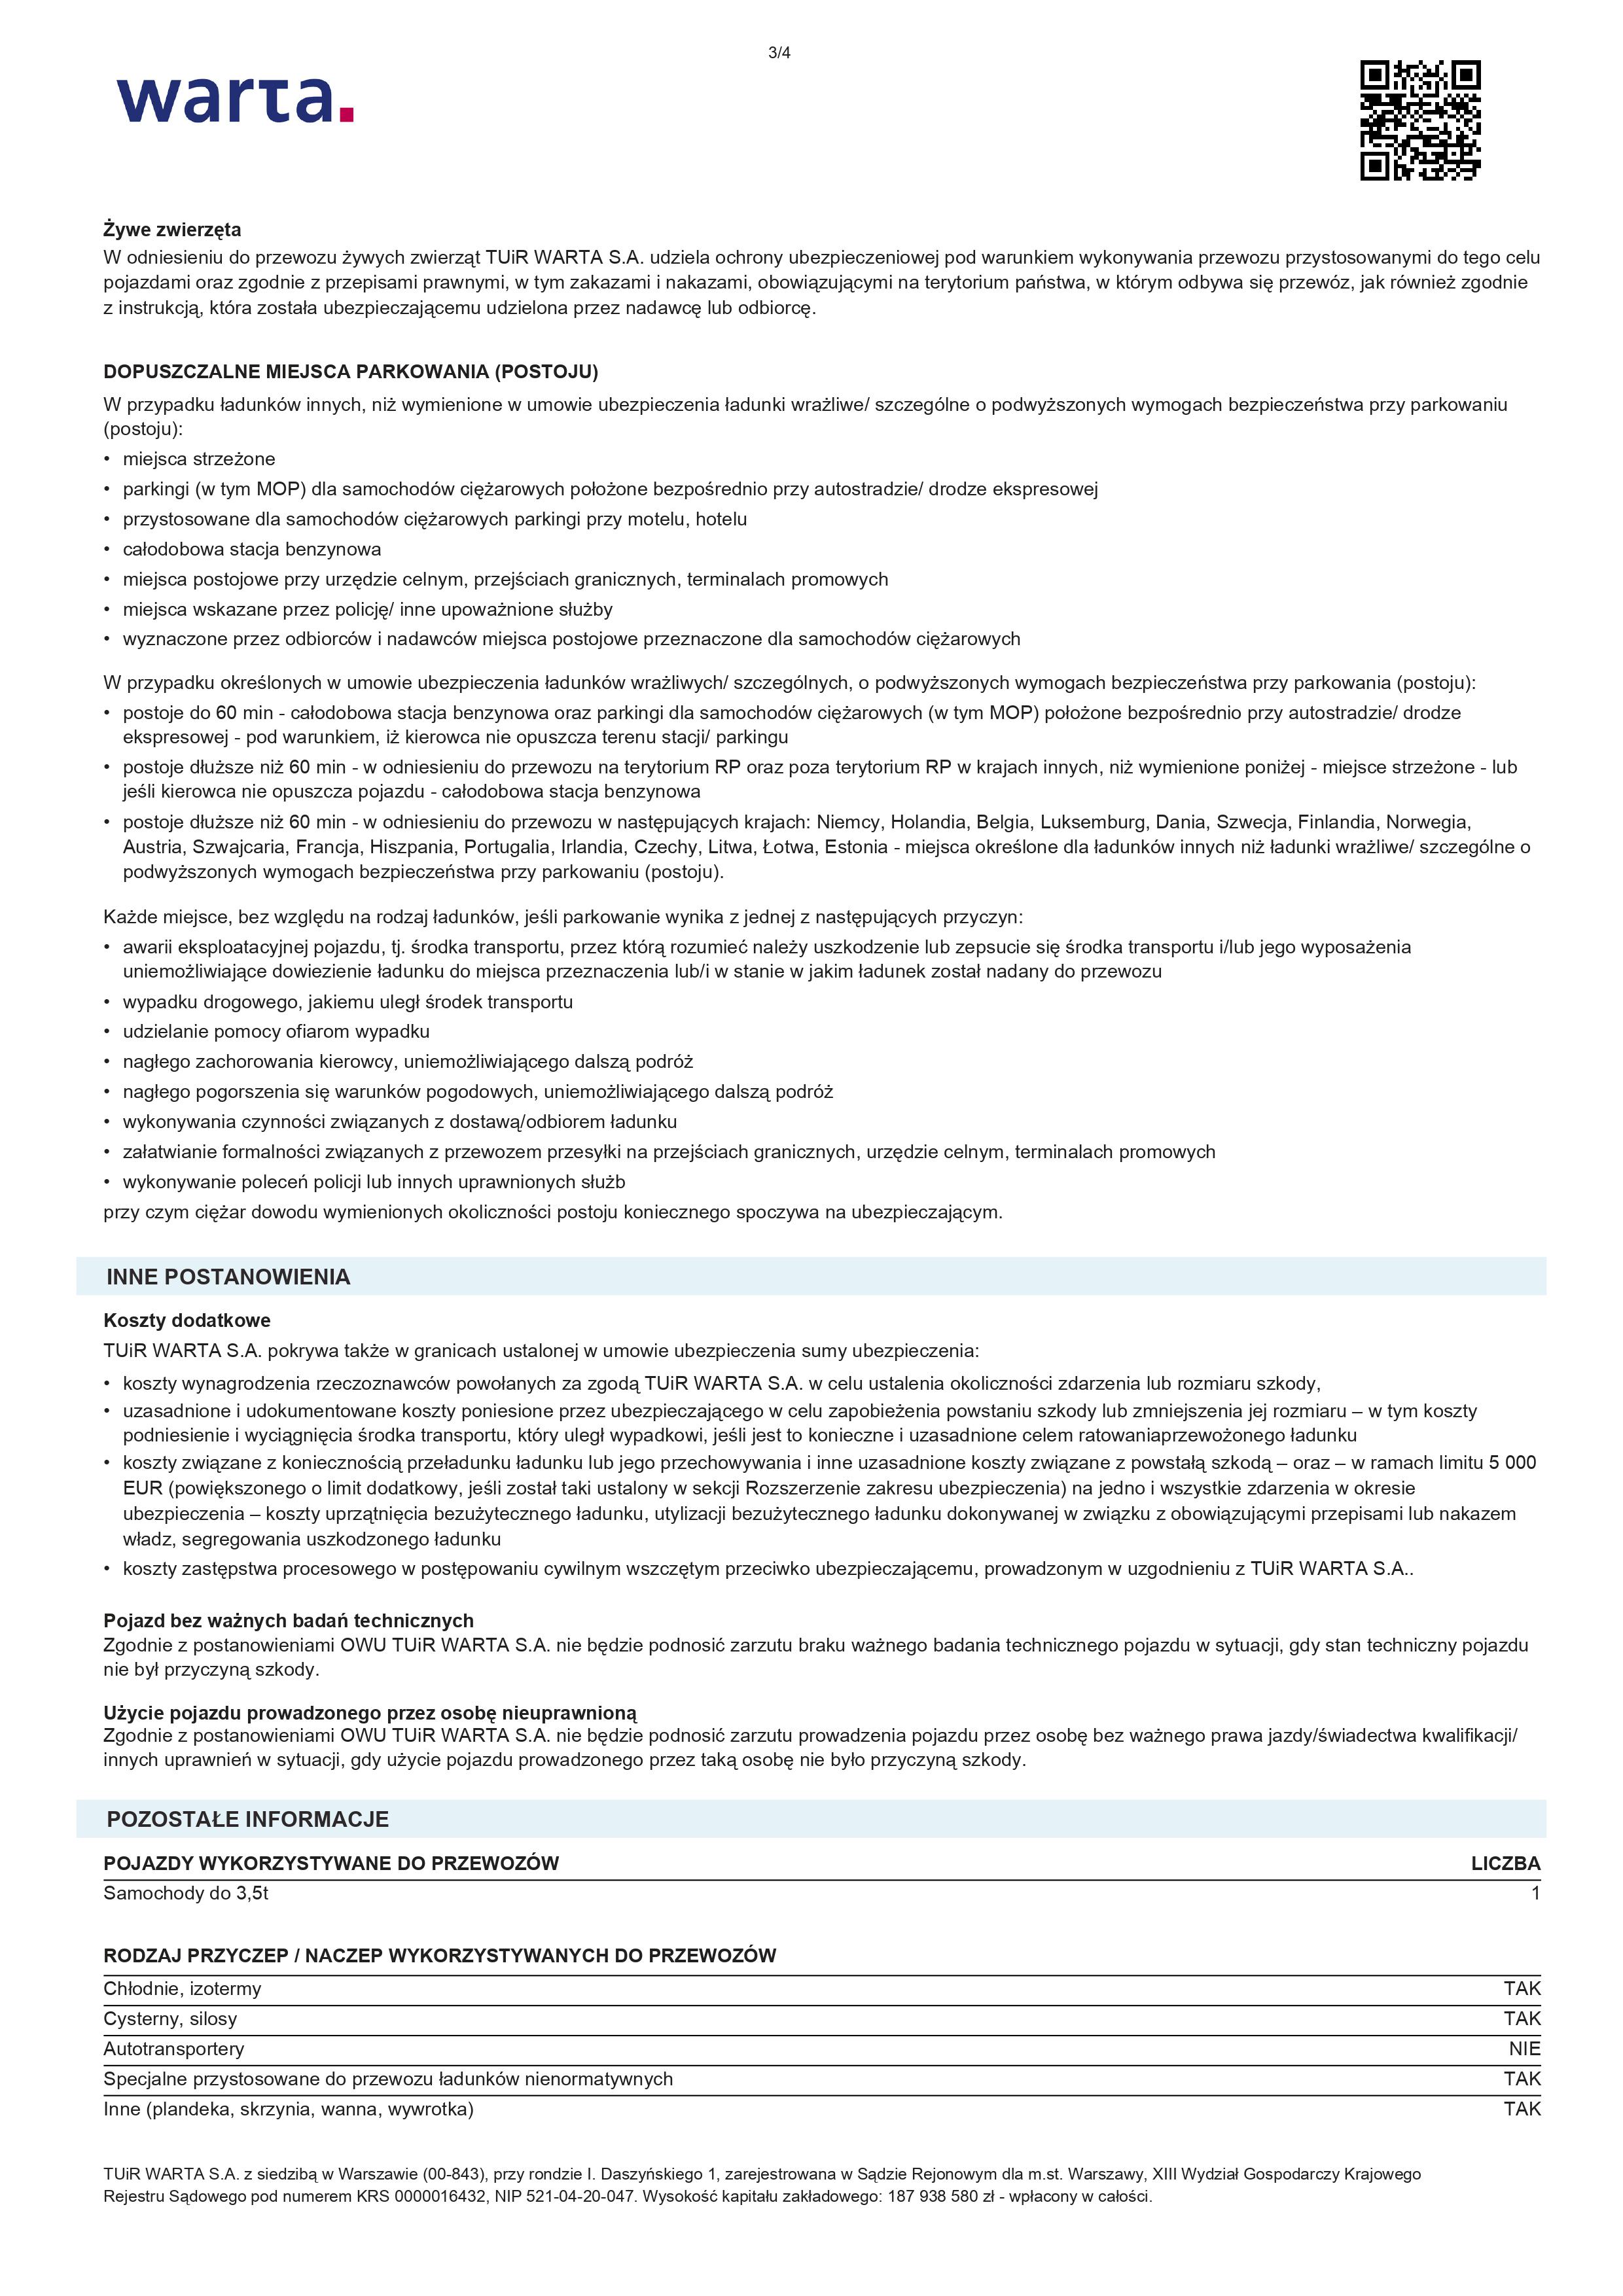 3/4
warta.
Żywe zwierzęta
W odniesieniu do przewozu żywych zwierząt TUiR WARTA S.A. udziela ochrony ubezpieczeniowej pod warunkiem wykonywania przewozu przystosowanymi do tego celu
pojazdami oraz zgodnie z przepisami prawnymi, w tym zakazami i nakazami, obowiązującymi na terytorium państwa, w którym odbywa się przewóz, jak również zgodnie
z instrukcją, która została ubezpieczającemu udzielona przez nadawcę lub odbiorcę.
DOPUSZCZALNE MIEJSCA PARKOWANIA (POSTOJU)
W przypadku ładunków innych, niż wymienione w umowie ubezpieczenia ładunki wrażliwe/ szczególne o podwyższonych wymogach bezpieczeństwa przy parkowaniu
(postoju):
• miejsca strzeżone
• parkingi (w tym MOP) dla samochodów ciężarowych położone bezpośrednio przy autostradzie/ drodze ekspresowej
• przystosowane dla samochodów ciężarowych parkingi przy motelu, hotelu
• całodobowa stacja benzynowa
• miejsca postojowe przy urzędzie celnym, przejściach granicznych, terminalach promowych
• miejsca wskazane przez policję/ inne upoważnione służby
• wyznaczone przez odbiorców i nadawców miejsca postojowe przeznaczone dla samochodów ciężarowych
W przypadku określonych w umowie ubezpieczenia ładunków wrażliwych/ szczególnych, o podwyższonych wymogach bezpieczeństwa przy parkowania (postoju):
• postoje do 60 min - całodobowa stacja benzynowa oraz parkingi dla samochodów ciężarowych (w tym MOP) położone bezpośrednio przy autostradzie/ drodze
ekspresowej - pod warunkiem, iż kierowca nie opuszcza terenu stacji/ parkingu
• postoje dłuższe niż 60 min - w odniesieniu do przewozu na terytorium RP oraz poza terytorium RP w krajach innych, niż wymienione poniżej - miejsce strzeżone - lub
jeśli kierowca nie opuszcza pojazdu - całodobowa stacja benzynowa
• postoje dłuższe niż 60 min - w odniesieniu do przewozu w następujących krajach: Niemcy, Holandia, Belgia, Luksemburg, Dania, Szwecja, Finlandia, Norwegia,
Austria, Szwajcaria, Francja, Hiszpania, Portugalia, Irlandia, Czechy, Litwa, Łotwa, Estonia - miejsca określone dla ładunków innych niż ładunki wrażliwe/ szczególne o
podwyższonych wymogach bezpieczeństwa przy parkowaniu (postoju).
Każde miejsce, bez względu na rodzaj ładunków, jeśli parkowanie wynika z jednej z następujących przyczyn:
• awarii eksploatacyjnej pojazdu, tj. środka transportu, przez którą rozumieć należy uszkodzenie lub zepsucie się środka transportu i/lub jego wyposażenia
uniemożliwiające dowiezienie ładunku do miejsca przeznaczenia lub/i w stanie w jakim ładunek został nadany do przewozu
• wypadku drogowego, jakiemu uległ środek transportu
• udzielanie pomocy ofiarom wypadku
• nagłego zachorowania kierowcy, uniemożliwiającego dalszą podróż
• nagłego pogorszenia się warunków pogodowych, uniemożliwiającego dalszą podróż
• wykonywania czynności związanych z dostawą/odbiorem ładunku
• załatwianie formalności związanych z przewozem przesyłki na przejściach granicznych, urzędzie celnym, terminalach promowych
• wykonywanie poleceń policji lub innych uprawnionych służb
przy czym ciężar dowodu wymienionych okoliczności postoju koniecznego spoczywa na ubezpieczającym.
INNE POSTANOWIENIA
Koszty dodatkowe
TUiR WARTA S.A. pokrywa także w granicach ustalonej w umowie ubezpieczenia sumy ubezpieczenia:
• koszty wynagrodzenia rzeczoznawców powołanych za zgodą TUiR WARTA S.A. w celu ustalenia okoliczności zdarzenia lub rozmiaru szkody,
• uzasadnione i udokumentowane koszty poniesione przez ubezpieczającego w celu zapobieżenia powstaniu szkody lub zmniejszenia jej rozmiaru – w tym koszty
podniesienie i wyciągnięcia środka transportu, który uległ wypadkowi, jeśli jest to konieczne i uzasadnione celem ratowaniaprzewożonego ładunku
• koszty związane z koniecznością przeładunku ładunku lub jego przechowywania i inne uzasadnione koszty związane z powstałą szkodą – oraz – w ramach limitu 5 000
EUR (powiększonego o limit dodatkowy, jeśli został taki ustalony w sekcji Rozszerzenie zakresu ubezpieczenia) na jedno i wszystkie zdarzenia w okresie
ubezpieczenia – koszty uprzątnięcia bezużytecznego ładunku, utylizacji bezużytecznego ładunku dokonywanej w związku z obowiązującymi przepisami lub nakazem
władz, segregowania uszkodzonego ładunku
• koszty zastępstwa procesowego w postępowaniu cywilnym wszczętym przeciwko ubezpieczającemu, prowadzonym w uzgodnieniu z TUiR WARTA S.A..
Pojazd bez ważnych badań technicznych
Zgodnie z postanowieniami OWU TUiR WARTA S.A. nie będzie podnosić zarzutu braku ważnego badania technicznego pojazdu w sytuacji, gdy stan techniczny pojazdu
nie był przyczyną szkody.
Użycie pojazdu prowadzonego przez osobę nieuprawnioną
Zgodnie z postanowieniami OWU TUiR WARTA S.A. nie będzie podnosić zarzutu prowadzenia pojazdu przez osobę bez ważnego prawa jazdy/świadectwa kwalifikacji/
innych uprawnień w sytuacji, gdy użycie pojazdu prowadzonego przez taką osobę nie było przyczyną szkody.
POZOSTAŁE INFORMACJE
POJAZDY WYKORZYSTYWANE DO PRZEWOZÓW LICZBA
Samochody do 3,5t 1
RODZAJ PRZYCZEP / NACZEP WYKORZYSTYWANYCH DO PRZEWOZÓW
Chłodnie, izotermy TAK
Cysterny, silosy TAK
Autotransportery NIE
Specjalne przystosowane do przewozu ładunków nienormatywnych TAK
Inne (plandeka, skrzynia, wanna, wywrotka) TAK
TUiR WARTA S.A. z siedzibą w Warszawie (00-843), przy rondzie I. Daszyńskiego 1, zarejestrowana w Sądzie Rejonowym dla m.st. Warszawy, XIII Wydział Gospodarczy Krajowego
Rejestru Sądowego pod numerem KRS 0000016432, NIP 521-04-20-047. Wysokość kapitału zakładowego: 187 938 580 zł - wpłacony w całości.